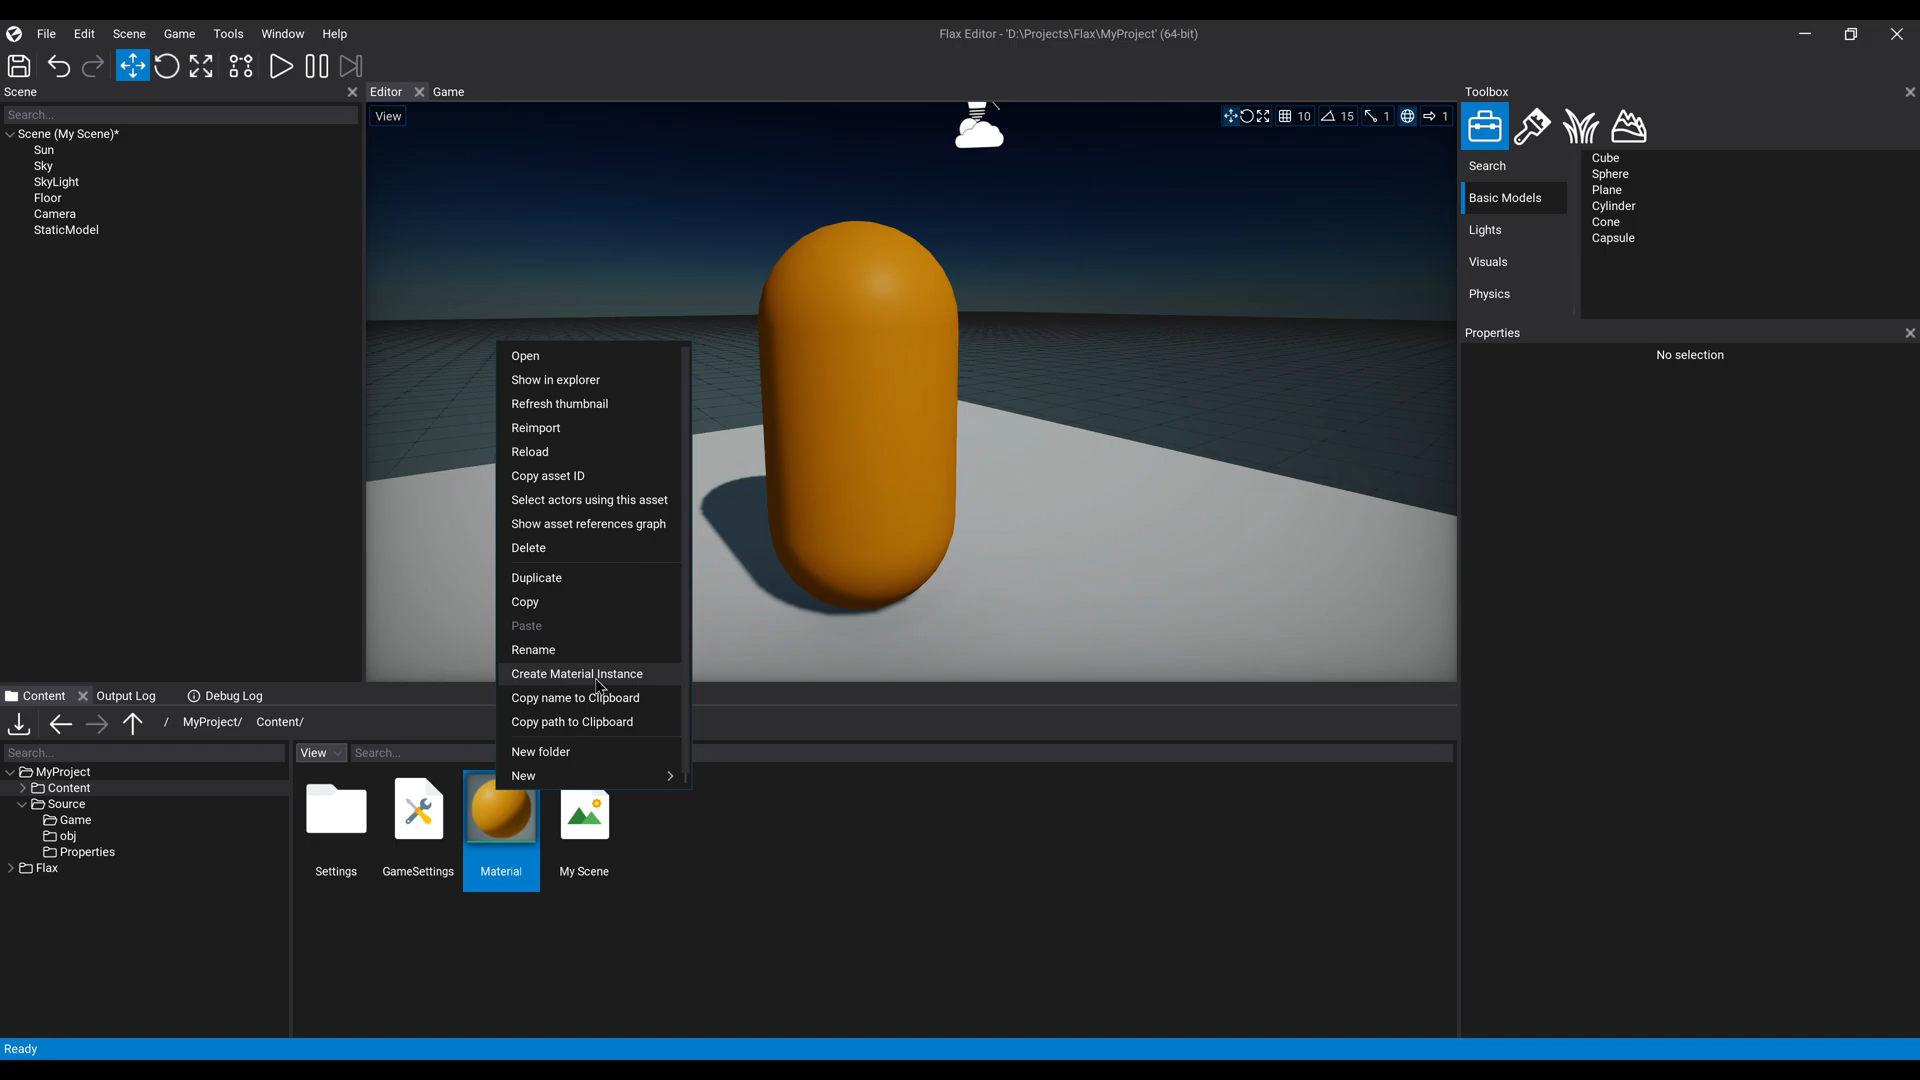 File Edit Scene Game Tools Window Help
Flax Editor - 'D:\Projects\Flax\MyProject' (64-bit)
Scene
Search...
Scene (My Scene)*
Sun
Sky
SkyLight
Floor
Camera
StaticModel
Editor Game
View
10 15 1 1
Toolbox
Search
Basic Models
Lights
Visuals
Physics
Cube
Sphere
Plane
Cylinder
Cone
Capsule
Properties
No selection
Open
Show in explorer
Refresh thumbnail
Reimport
Reload
Copy asset ID
Select actors using this asset
Show asset references graph
Delete
Duplicate
Copy
Paste
Rename
Create Material Instance
Copy name to Clipboard
Copy path to Clipboard
New folder
New
Content Output Log Debug Log
/ MyProject/ Content/
Search...
MyProject
Content
Source
Game
obj
Properties
Flax
View Search...
Settings GameSettings Material My Scene
Ready